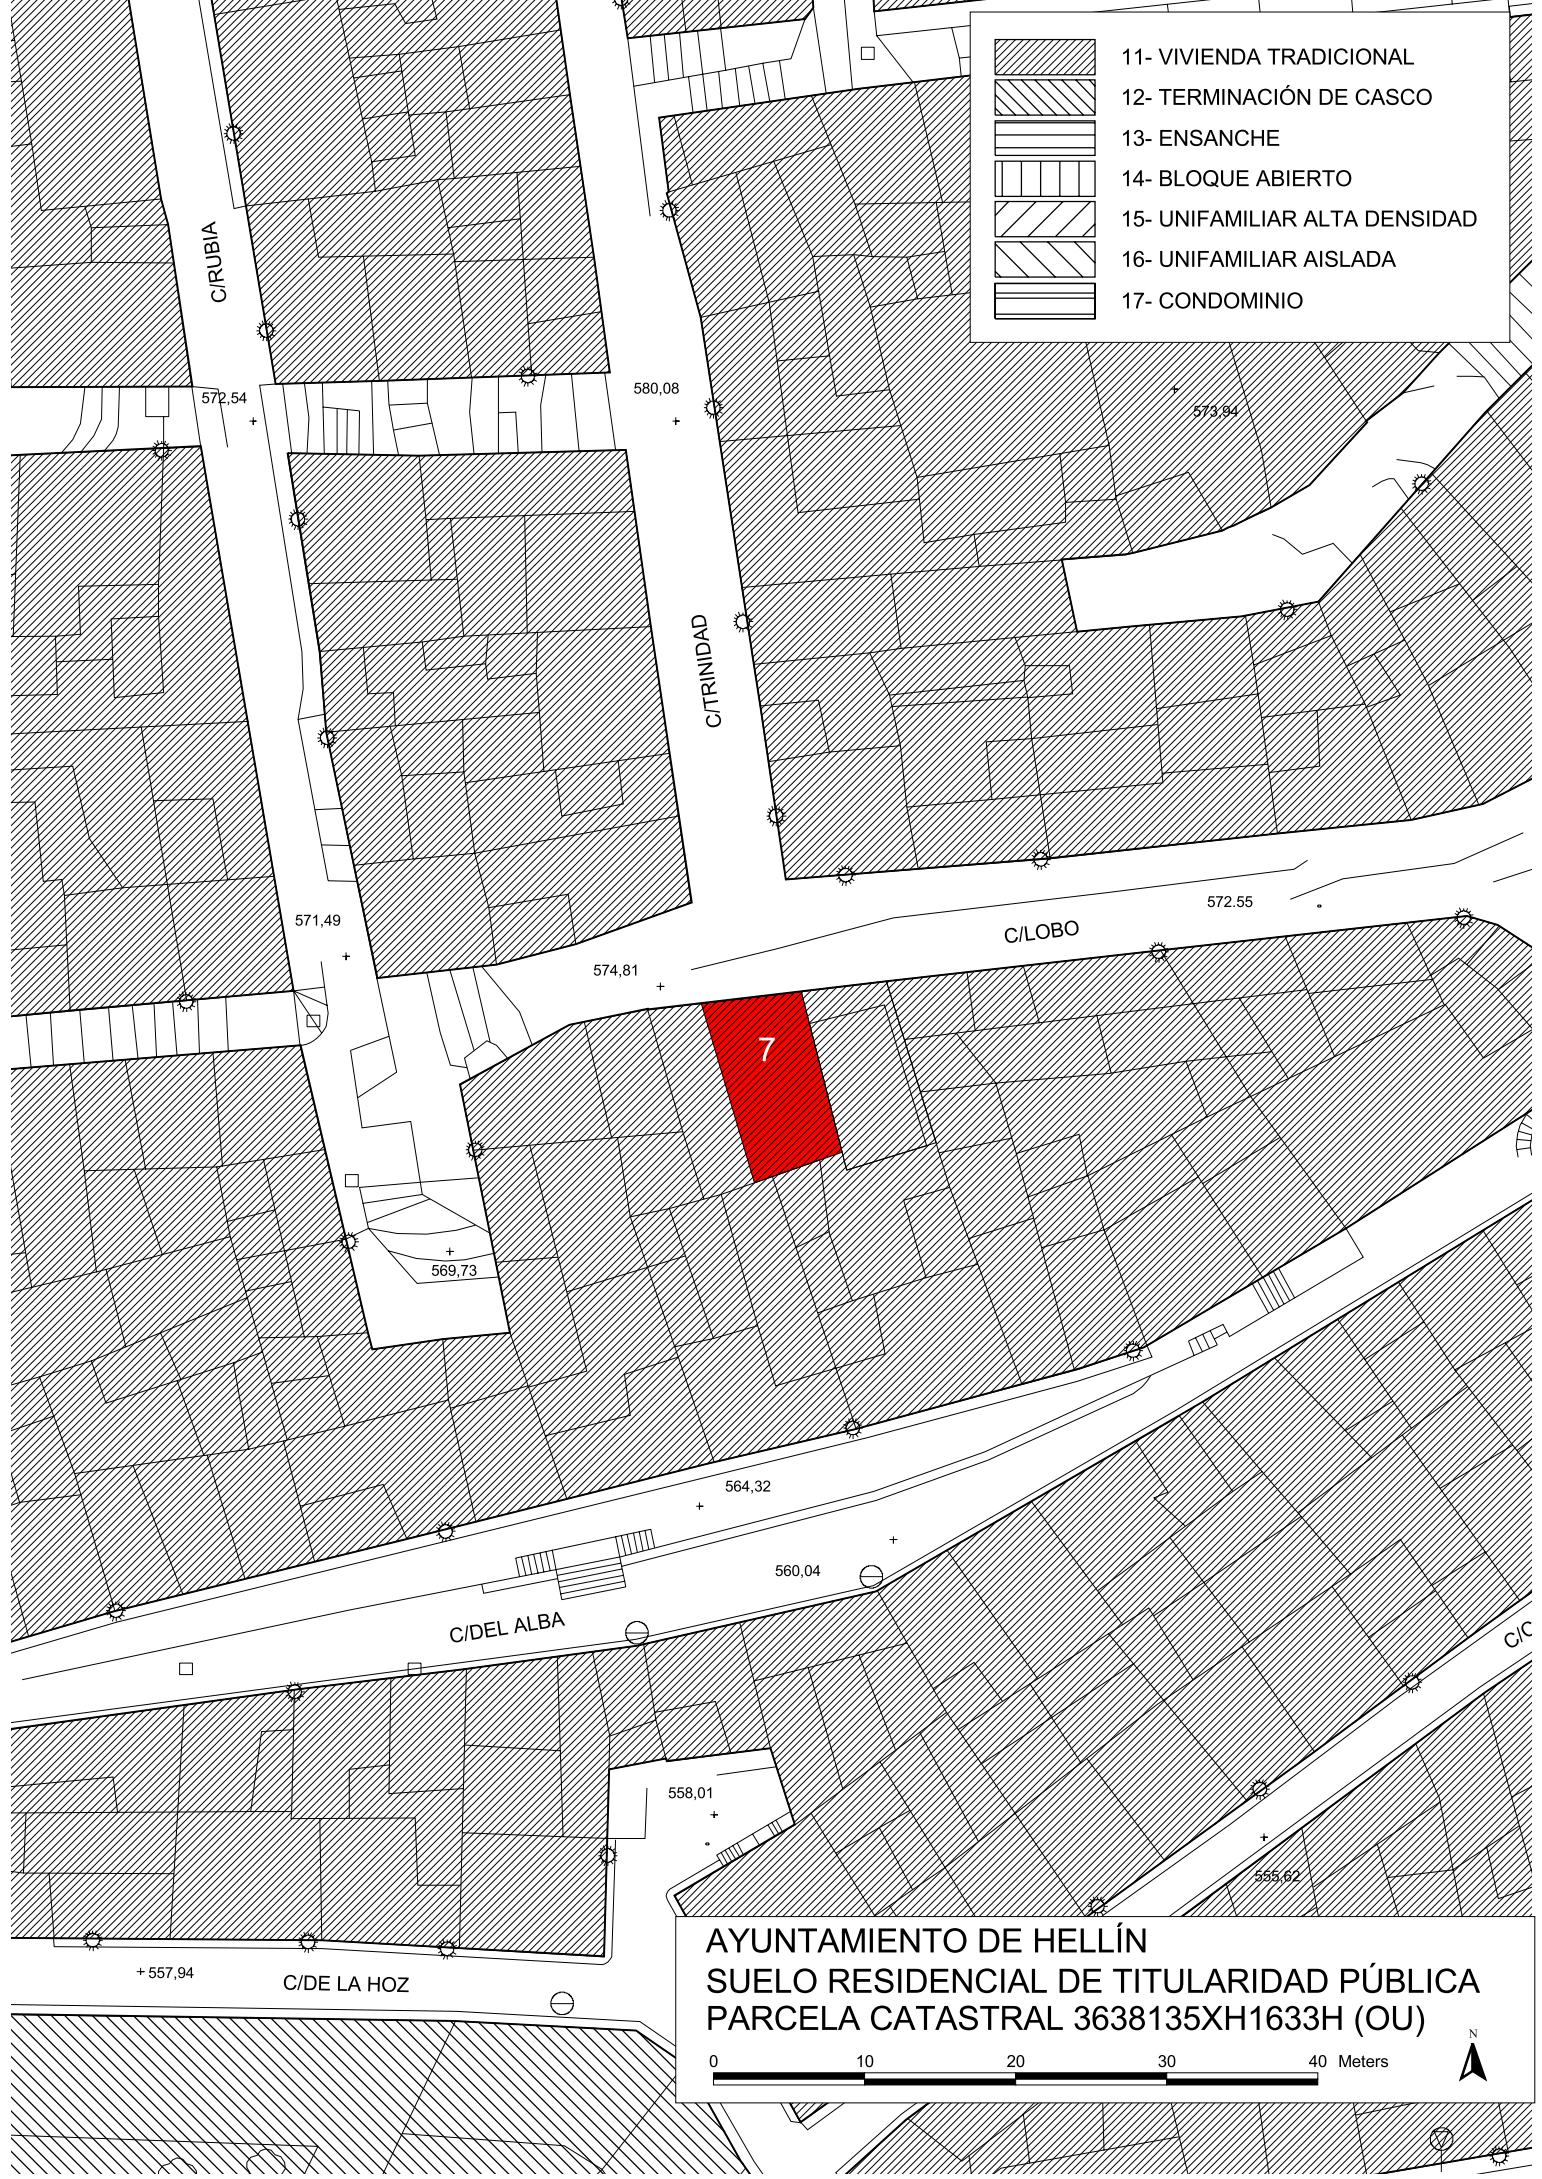 11- VIVIENDA TRADICIONAL
12- TERMINACIÓN DE CASCO
13- ENSANCHE
14- BLOQUE ABIERTO
15- UNIFAMILIAR ALTA DENSIDAD
16- UNIFAMILIAR AISLADA
17- CONDOMINIO
C/RUBIA
572,54
580,08
573,94
C/TRINIDAD
571,49
572.55
C/LOBO
574,81
7
569,73
564,32
560,04
C/DEL ALBA
C/C
558,01
555,62
557,94
C/DE LA HOZ
AYUNTAMIENTO DE HELLÍN
SUELO RESIDENCIAL DE TITULARIDAD PÚBLICA
PARCELA CATASTRAL 3638135XH1633H (OU)
N
0 10 20 30 40 Meters